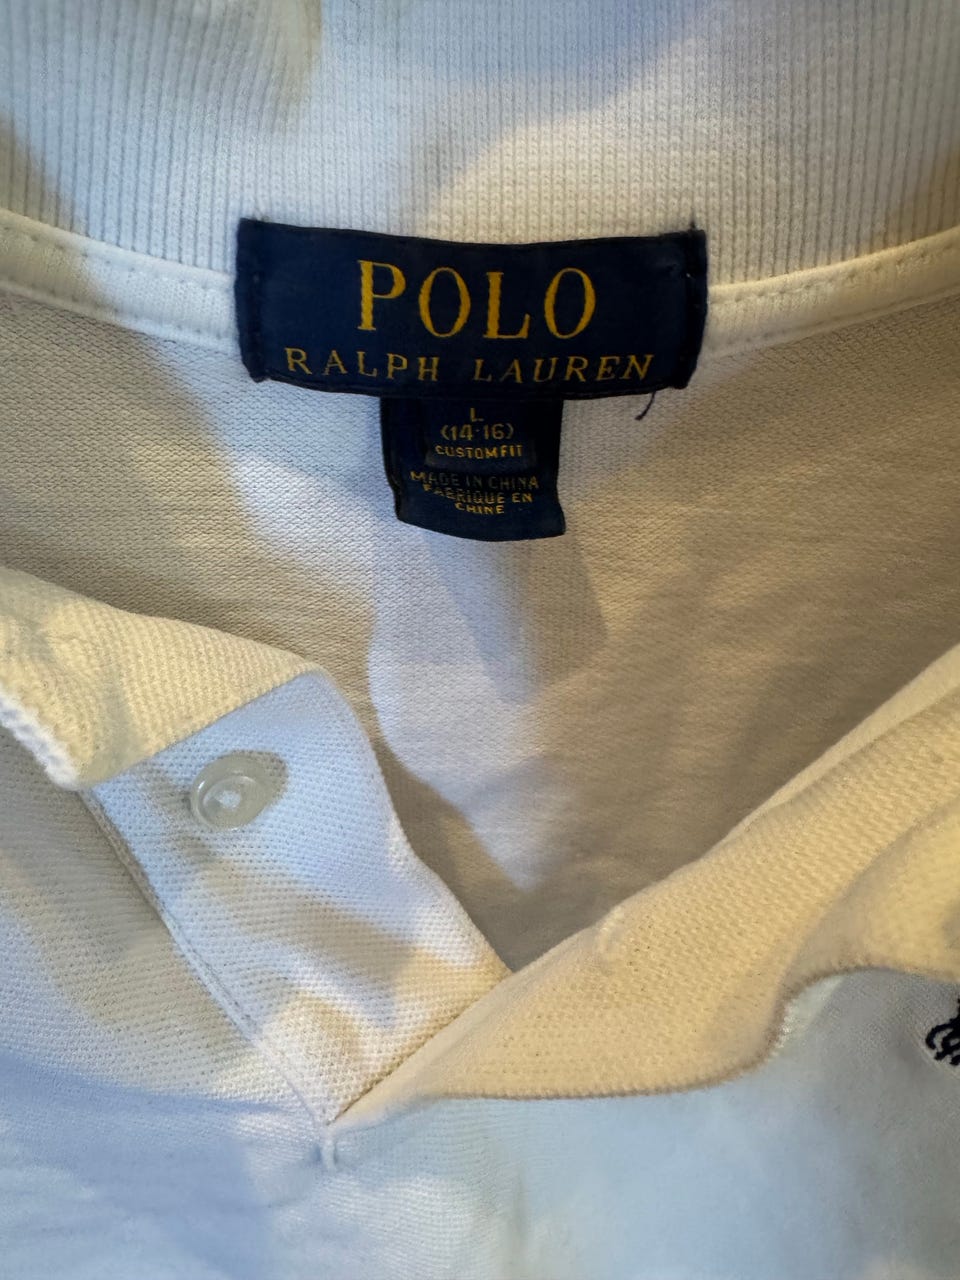 POLO
RALPH LAUREN
L
(14-16)
CUSTOM FIT
MADE IN CHINA
FABRIQUE EN
CHINE